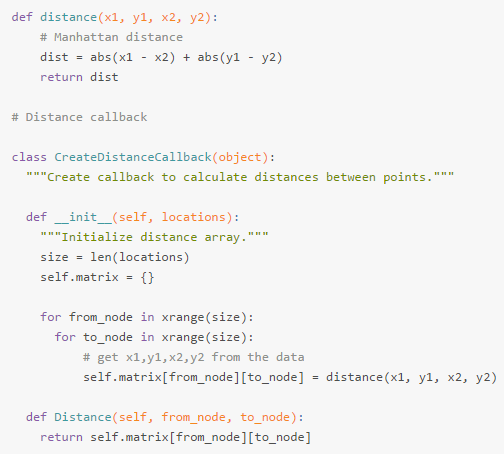 def distance(x1, y1, x2, y2):
    # Manhattan distance
    dist = abs(x1 - x2) + abs(y1 - y2)
    return dist
# Distance callback
class CreateDistanceCallback(object):
  """Create callback to calculate distances between points."""
  def __init__(self, locations):
    """Initialize distance array."""
    size = len(locations)
    self.matrix = {}
    for from_node in xrange(size):
      for to_node in xrange(size):
          # get x1,y1,x2,y2 from the data
          self.matrix[from_node][to_node] = distance(x1, y1, x2, y2)
  def Distance(self, from_node, to_node):
    return self.matrix[from_node][to_node]